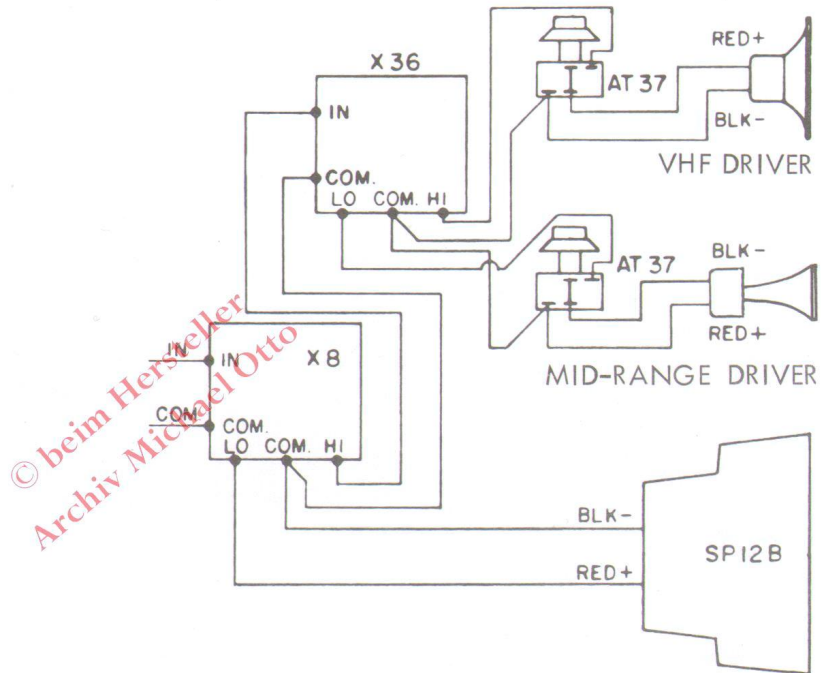 X 36
IN
COM.
LO COM. HI
AT 37
RED+
BLK-
VHF DRIVER
AT 37
BLK-
RED+
MID-RANGE DRIVER
IN
COM
IN
X 8
COM.
LO COM. HI
BLK-
RED+
SP12B
© beim Hersteller
Archiv Michael Otto